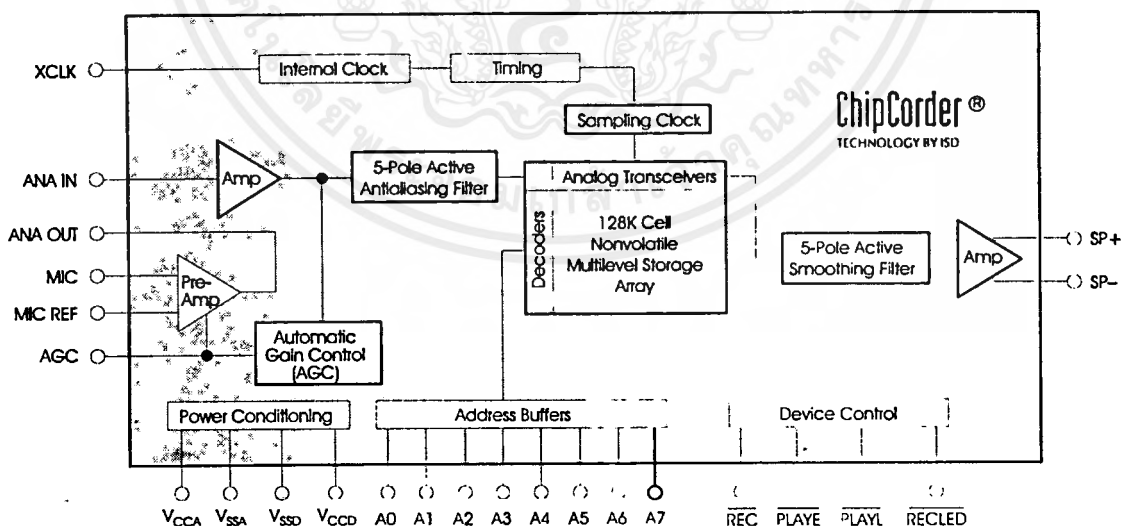 XCLK
Internal Clock
Timing
Sampling Clock
ChipCorder ®
TECHNOLOGY BY ISD
ANA IN
Amp
5-Pole Active
Antialiasing Filter
Analog Transceivers
Decoders
128K Cell
Nonvolatile
Multilevel Storage
Array
5-Pole Active
Smoothing Filter
Amp
SP+
SP–
ANA OUT
MIC
MIC REF
Pre-
Amp
AGC
Automatic
Gain Control
(AGC)
Power Conditioning
Address Buffers
Device Control
VCCA VSSA VSSD VCCD A0 A1 A2 A3 A4 A5 A6 A7 REC PLAYE PLAYL RECLED